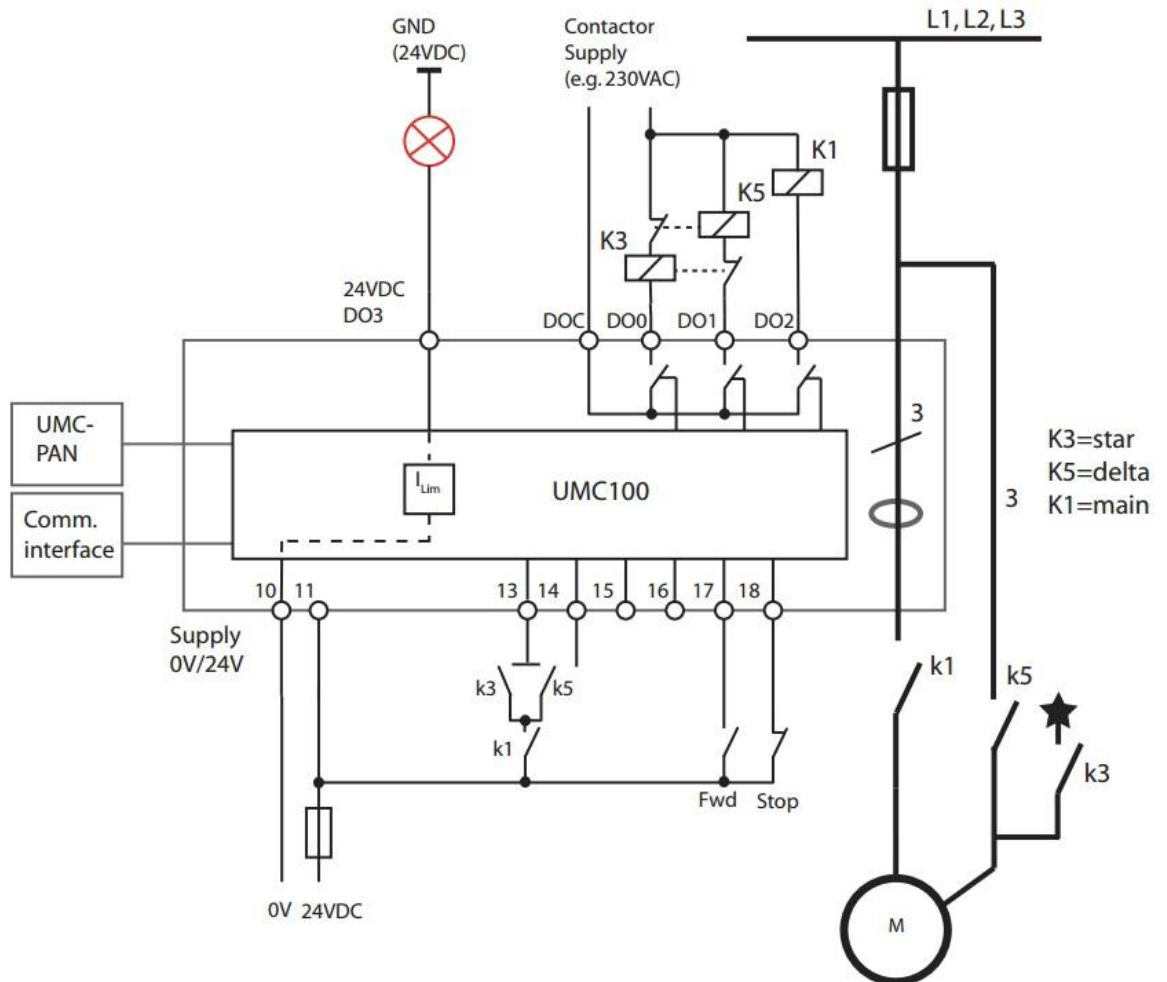 L1, L2, L3
GND
(24VDC)
Contactor
Supply
(e.g. 230VAC)
K1
K5
K3
24VDC
DO3
DOC
DO0
DO1
DO2
UMC-
PAN
Comm.
interface
I Lim
UMC100
3
3
K3=star
K5=delta
K1=main
10
11
13
14
15
16
17
18
Supply
0V/24V
k3
k5
k1
Fwd
Stop
k1
k5
k3
0V
24VDC
M